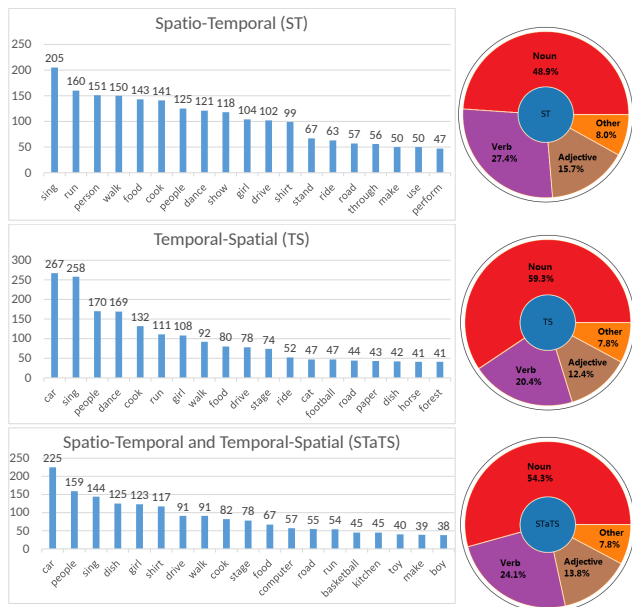 Spatio-Temporal (ST)
250
200
150
100
50
0
205 160 151 150 143 141 125 121 118 104 102 99 67 63 57 56 50 50 47
sing run person walk food cook people dance show girl drive shirt stand ride road through make use perform
Noun
48.9%
ST
Other
8.0%
Verb
27.4%
Adjective
15.7%
Temporal-Spatial (TS)
300
250
200
150
100
50
0
267 258 170 169 132 111 108 92 80 78 74 52 47 47 44 43 42 41 41
car sing people dance cook run girl walk food drive stage ride cat football road paper dish horse forest
Noun
59.3%
TS
Other
7.8%
Verb
20.4%
Adjective
12.4%
Spatio-Temporal and Temporal-Spatial (STaTS)
250
200
150
100
50
0
225 159 144 125 123 117 91 91 82 78 67 57 55 54 45 45 40 39 38
car people sing dish girl shirt drive walk cook stage food computer road run basketball kitchen toy make boy
Noun
54.3%
STaTS
Other
7.8%
Verb
24.1%
Adjective
13.8%